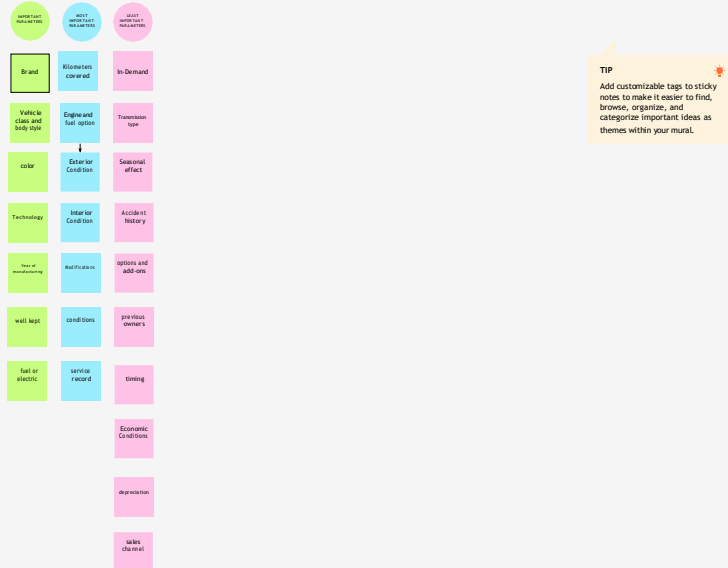 IMPORTANT
PARAMETERS
MOST
IMPORTANT
PARAMETERS
LEAST
IMPORTANT
PARAMETERS
Brand
Kilometers
covered
In-Demand
Vehicle
class and
body style
Engine and
fuel option
Transmission
type
color
Exterior
Condition
Seasonal
effect
Technology
Interior
Condition
Accident
history
Year of
manufacturing
Modifications
options and
add-ons
well kept
conditions
previous
owners
fuel or
electric
service
record
timing
Economic
Conditions
depreciation
sales
channel
TIP
Add customizable tags to sticky
notes to make it easier to find,
browse, organize, and
categorize important ideas as
themes within your mural.